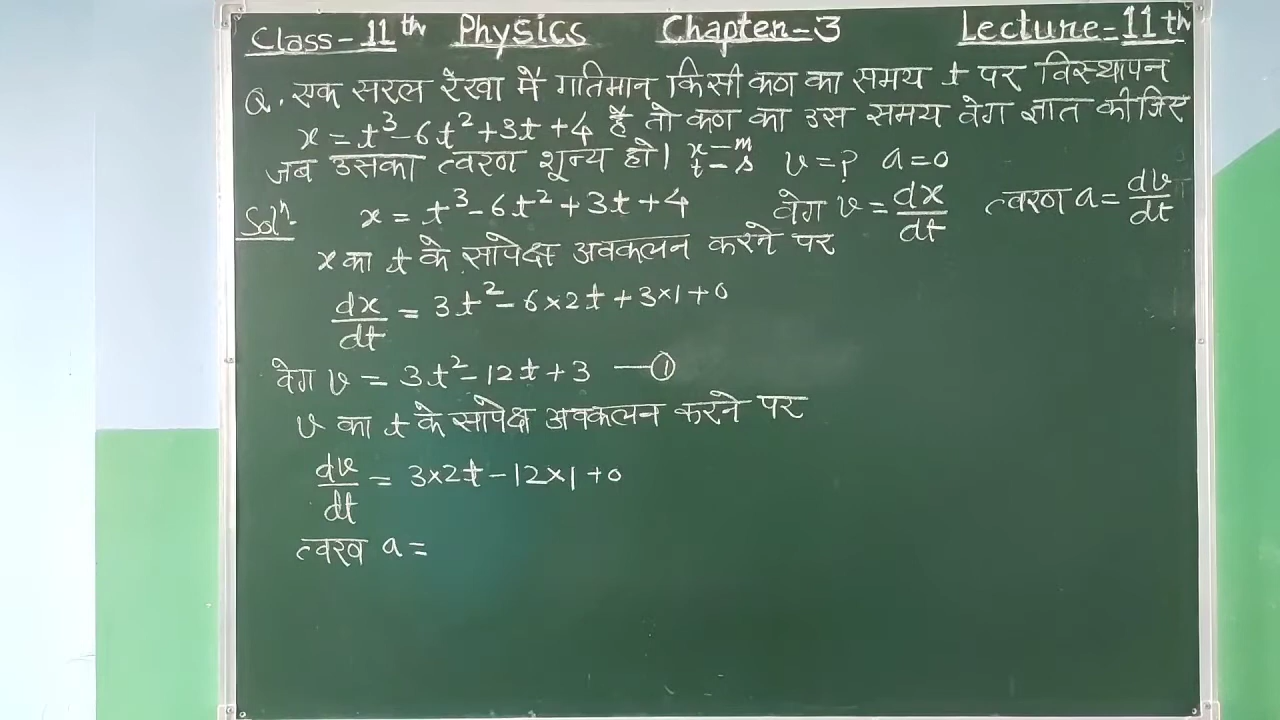 Class-11th Physics Chapter-3 Lecture-11th
Q. एक सरल रेखा में गतिमान किसी कण का समय t पर विस्थापन
x = t³-6t²+3t+4 है तो कण का उस समय वेग ज्ञात कीजिए
जब उसका त्वरण शून्य हो। x-m t-s v=? a=0
Solⁿ- x = t³-6t²+3t+4 वेग v = dx/dt त्वरण a = dv/dt
x का t के सापेक्ष अवकलन करने पर
dx/dt = 3t²-6×2t+3×1+0
वेग v = 3t²-12t+3 —①
v का t के सापेक्ष अवकलन करने पर
dv/dt = 3×2t-12×1+0
त्वरव a =